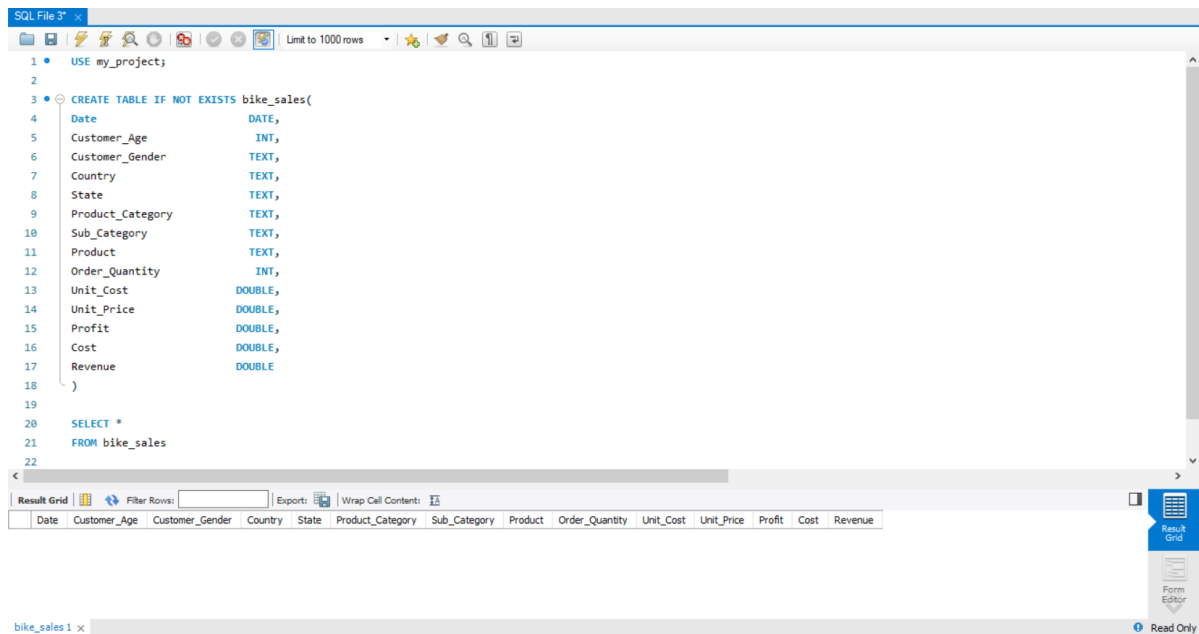 SQL File 3*
Limit to 1000 rows
1 USE my_project;
2
3 CREATE TABLE IF NOT EXISTS bike_sales(
4 Date DATE,
5 Customer_Age INT,
6 Customer_Gender TEXT,
7 Country TEXT,
8 State TEXT,
9 Product_Category TEXT,
10 Sub_Category TEXT,
11 Product TEXT,
12 Order_Quantity INT,
13 Unit_Cost DOUBLE,
14 Unit_Price DOUBLE,
15 Profit DOUBLE,
16 Cost DOUBLE,
17 Revenue DOUBLE
18 )
19
20 SELECT *
21 FROM bike_sales
22
Result Grid Filter Rows: Export: Wrap Cell Content:
Date Customer_Age Customer_Gender Country State Product_Category Sub_Category Product Order_Quantity Unit_Cost Unit_Price Profit Cost Revenue
Result
Grid
Form
Editor
bike_sales 1 Read Only